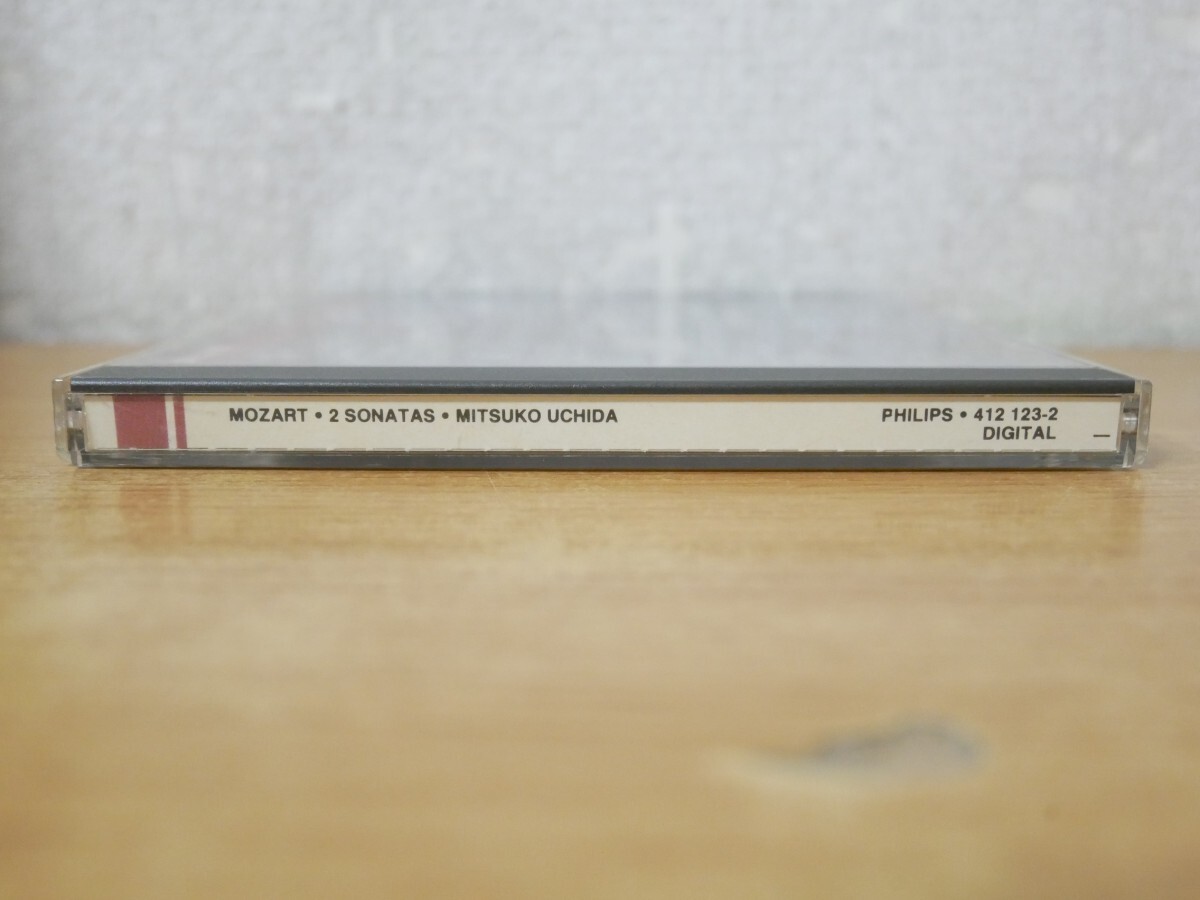 MOZART • 2 SONATAS • MITSUKO UCHIDA
PHILIPS • 412 123-2
DIGITAL